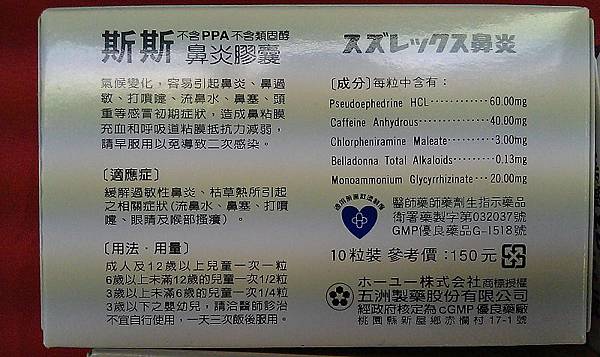 斯斯 不含PPA 不含類固醇
鼻炎膠囊
氣候變化,容易引起鼻炎、鼻過
敏、打噴嚏、流鼻水、鼻塞、頭
重等感冒初期症狀,造成鼻粘膜
充血和呼吸道粘膜抵抗力減弱,
請早服用以免導致二次感染。
〔適應症〕
緩解過敏性鼻炎、枯草熱所引起
之相關症狀(流鼻水、鼻塞、打噴
嚏、眼睛及喉部搔癢)。
〔用法・用量〕
成人及12歲以上兒童一次一粒
6歲以上未滿12歲的兒童一次1/2粒
3歲以上未滿6歲的兒童一次1/4粒
3歲以下之嬰幼兒,請洽醫師診治
不宜自行使用,一天三次飯後服用。
スズレックス鼻炎
〔成分〕每粒中含有:
Pseudoephedrine HCL············60.00mg
Caffeine Anhydrous··············40.00mg
Chlorpheniramine Maleate········3.00mg
Belladonna Total Alkaloids······0.13mg
Monoammonium Glycyrrhizinate···20.00mg
醫師藥師藥劑生指示藥品
衛署藥製字第032037號
GMP優良藥品G-1518號
10粒裝 參考價:150元
ホーユー株式会社商標授權
五洲製藥股份有限公司
經政府核定為cGMP優良藥廠
桃園縣新屋鄉赤欄村17-1號